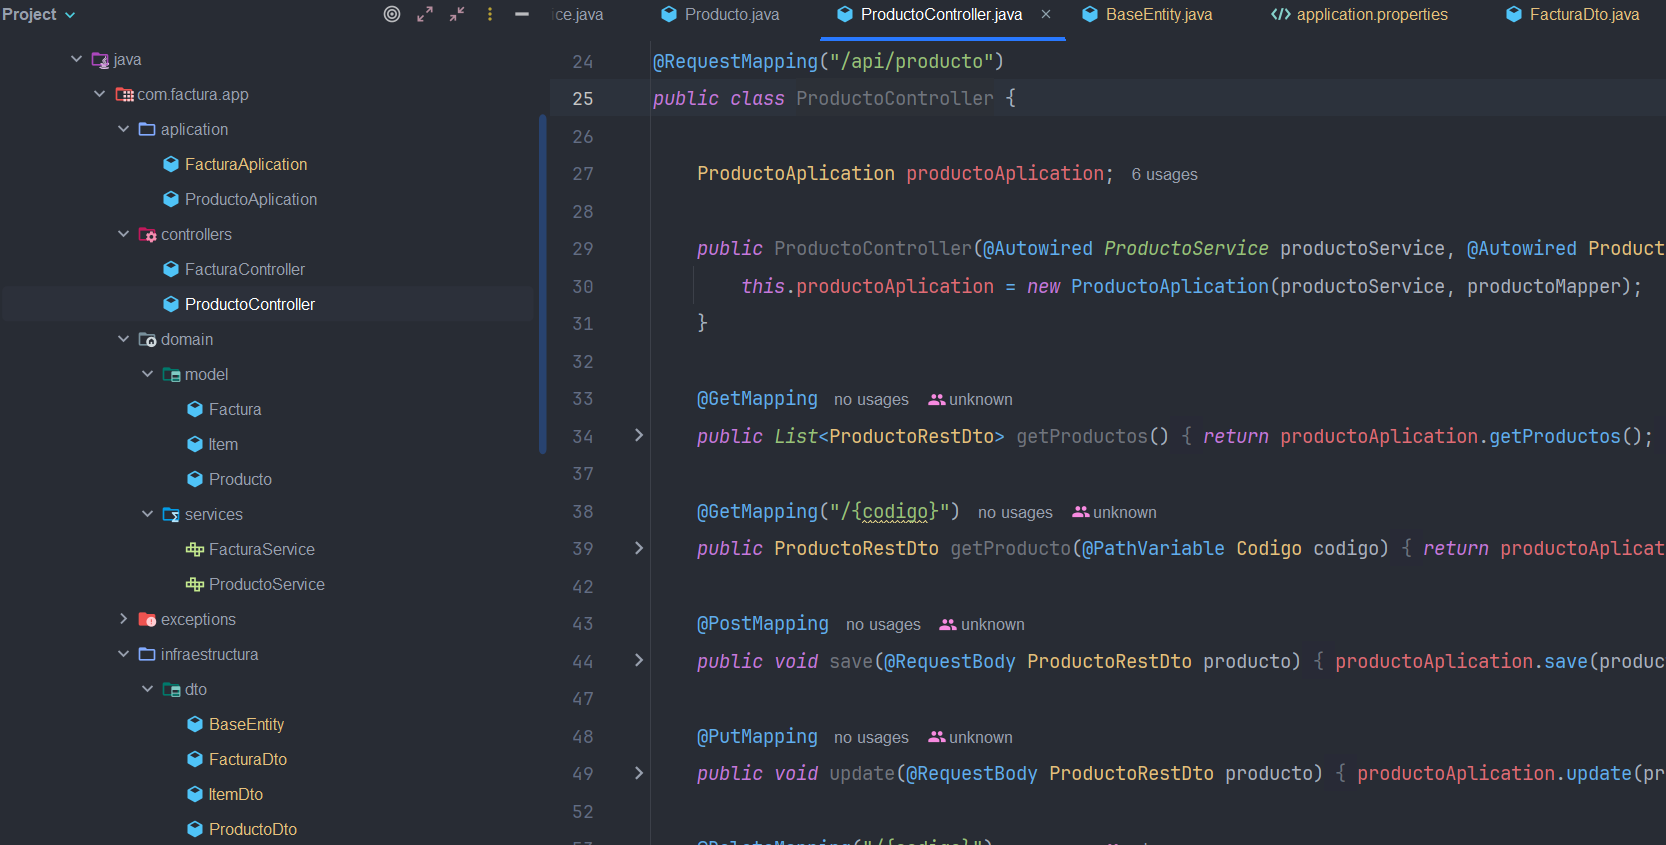 Project
ice.java Producto.java ProductoController.java BaseEntity.java application.properties FacturaDto.java
java
com.factura.app
aplication
FacturaAplication
ProductoAplication
controllers
FacturaController
ProductoController
domain
model
Factura
Item
Producto
services
FacturaService
ProductoService
exceptions
infraestructura
dto
BaseEntity
FacturaDto
ItemDto
ProductoDto
24 @RequestMapping("/api/producto")
25 public class ProductoController {
26
27 ProductoAplication productoAplication; 6 usages
28
29 public ProductoController(@Autowired ProductoService productoService, @Autowired Product
30 this.productoAplication = new ProductoAplication(productoService, productoMapper);
31 }
32
33 @GetMapping no usages unknown
34 public List<ProductoRestDto> getProductos() { return productoAplication.getProductos();
37
38 @GetMapping("/{codigo}") no usages unknown
39 public ProductoRestDto getProducto(@PathVariable Codigo codigo) { return productoAplicat
42
43 @PostMapping no usages unknown
44 public void save(@RequestBody ProductoRestDto producto) { productoAplication.save(produc
47
48 @PutMapping no usages unknown
49 public void update(@RequestBody ProductoRestDto producto) { productoAplication.update(pr
52